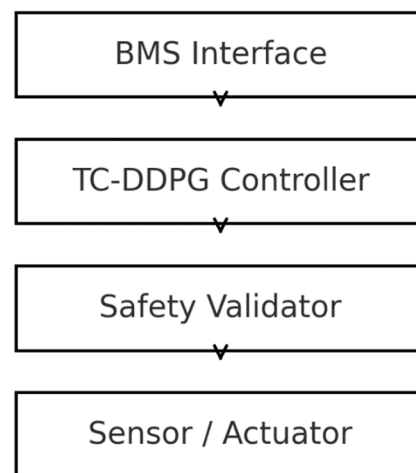 BMS Interface
TC-DDPG Controller
Safety Validator
Sensor / Actuator